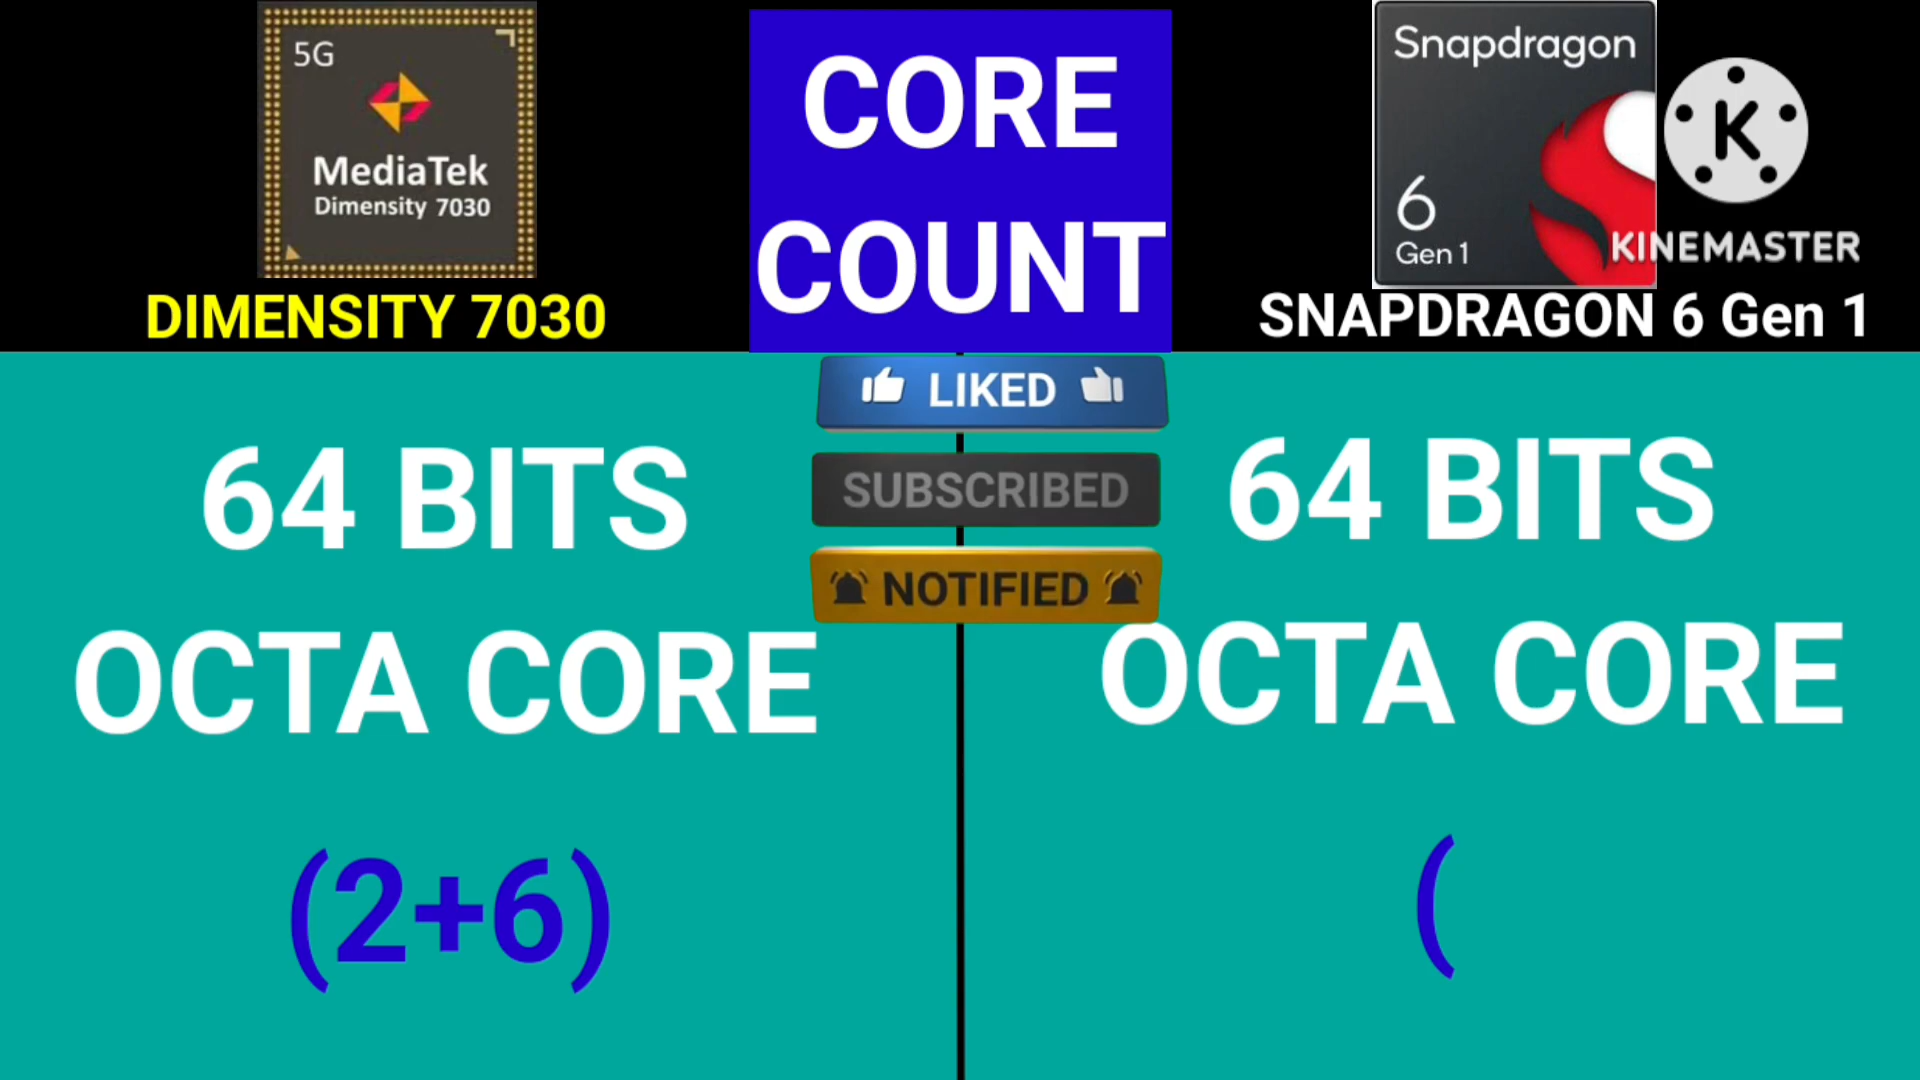 5G
MediaTek
Dimensity 7030
DIMENSITY 7030
CORE
COUNT
Snapdragon
6
Gen 1
K
KINEMASTER
SNAPDRAGON 6 Gen 1
LIKED
SUBSCRIBED
NOTIFIED
64 BITS
OCTA CORE
(2+6)
64 BITS
OCTA CORE
(